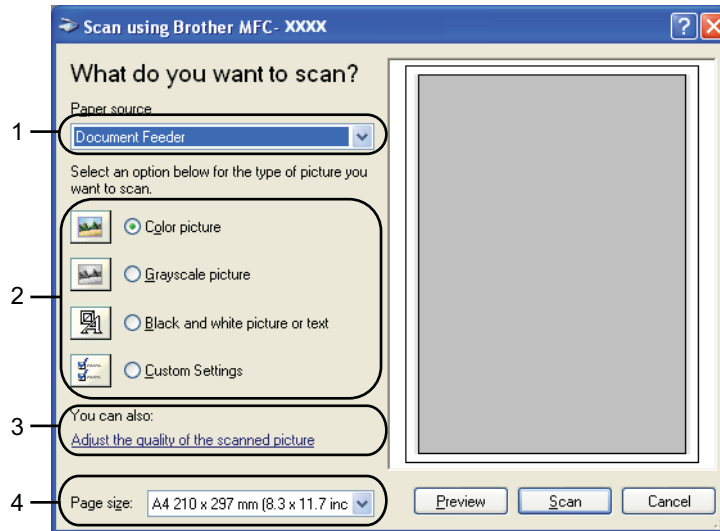 Scan using Brother MFC- XXXX
What do you want to scan?
Paper source
1
Document Feeder
Select an option below for the type of picture you
want to scan.
2
Color picture
Grayscale picture
Black and white picture or text
Custom Settings
3
You can also:
Adjust the quality of the scanned picture
4
Page size:
A4 210 x 297 mm (8.3 x 11.7 inc
Preview
Scan
Cancel